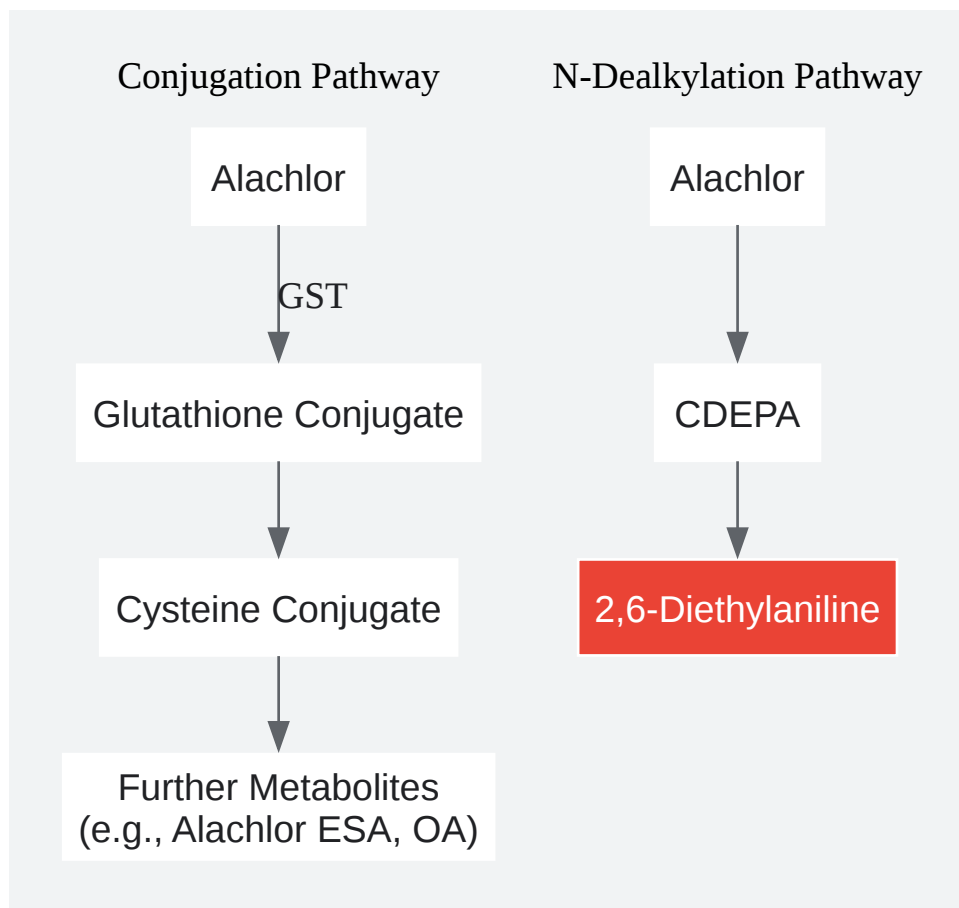 Conjugation Pathway
Alachlor
GST
Glutathione Conjugate
Cysteine Conjugate
Further Metabolites
(e.g., Alachlor ESA, OA)
N-Dealkylation Pathway
Alachlor
CDEPA
2,6-Diethylaniline